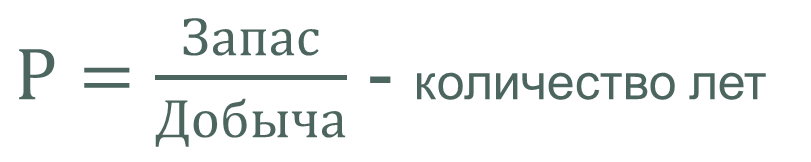 Р = Запас / Добыча - количество лет